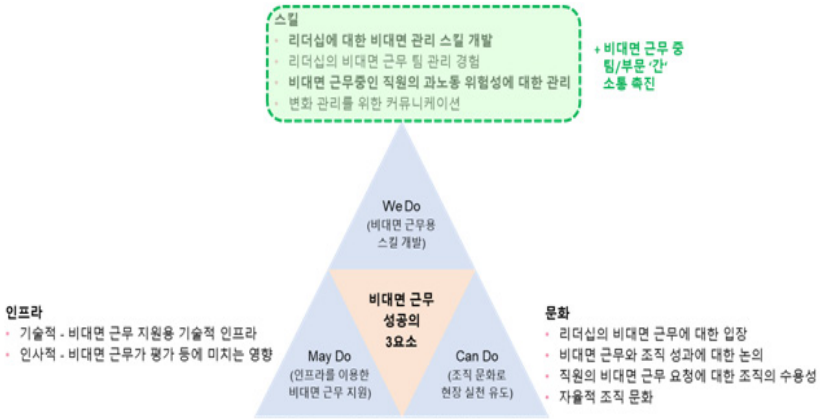 스킬
• 리더십에 대한 비대면 관리 스킬 개발
• 리더십의 비대면 근무 팀 관리 경험
• 비대면 근무중인 직원의 과노동 위험성에 대한 관리
• 변화 관리를 위한 커뮤니케이션
+ 비대면 근무 중
팀/부문 ‘간’
소통 촉진
We Do
(비대면 근무용
스킬 개발)
비대면 근무
성공의
3요소
인프라
• 기술적 - 비대면 근무 지원용 기술적 인프라
• 인사적 - 비대면 근무가 평가 등에 미치는 영향
May Do
(인프라를 이용한
비대면 근무 지원)
Can Do
(조직 문화로
현장 실천 유도)
문화
• 리더십의 비대면 근무에 대한 입장
• 비대면 근무와 조직 성과에 대한 논의
• 직원의 비대면 근무 요청에 대한 조직의 수용성
• 자율적 조직 문화